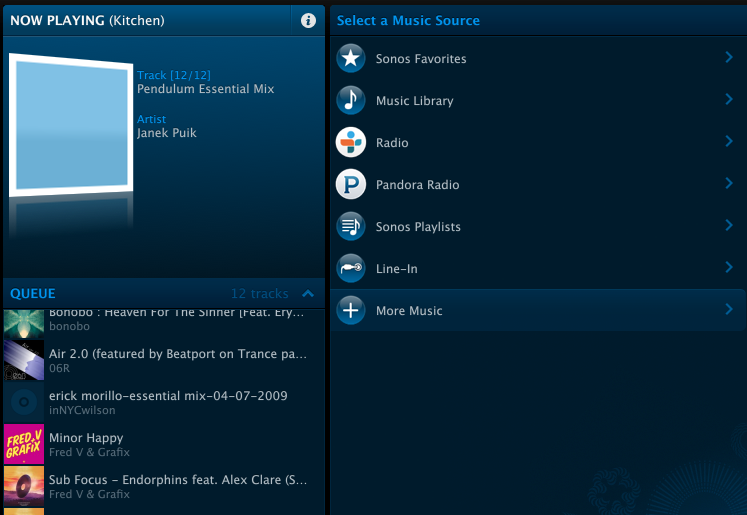 NOW PLAYING (Kitchen)
Track [12/12]
Pendulum Essential Mix
Artist
Janek Puik
QUEUE
12 tracks
Bonobo : Heaven For The Sinner [Feat. Ery...
bonobo
Air 2.0 (featured by Beatport on Trance pa...
06R
erick morillo-essential mix-04-07-2009
inNYCwilson
FRED.V
GRAFIX
Minor Happy
Fred V & Grafix
Sub Focus - Endorphins feat. Alex Clare (S...
Fred V & Grafix
Select a Music Source
Sonos Favorites
Music Library
Radio
P
Pandora Radio
Sonos Playlists
Line-In
More Music